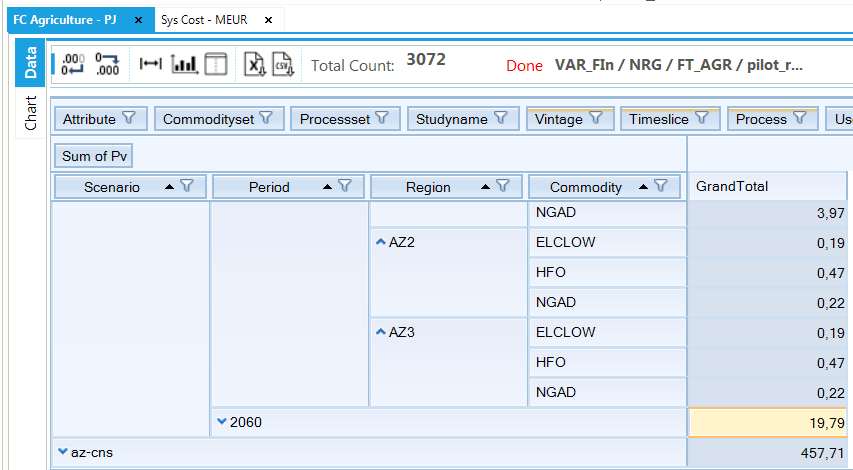 FC Agriculture - PJ × Sys Cost - MEUR ×
Data
Chart
.000 0 0 .000 X CSV Total Count: 3072 Done VAR_FIn / NRG / FT_AGR / pilot_r...
Attribute Commodityset Processset Studyname Vintage Timeslice Process Us
Sum of Pv
Scenario Period Region Commodity GrandTotal
NGAD 3,97
AZ2 ELCLOW 0,19
HFO 0,47
NGAD 0,22
AZ3 ELCLOW 0,19
HFO 0,47
NGAD 0,22
2060 19,79
az-cns 457,71